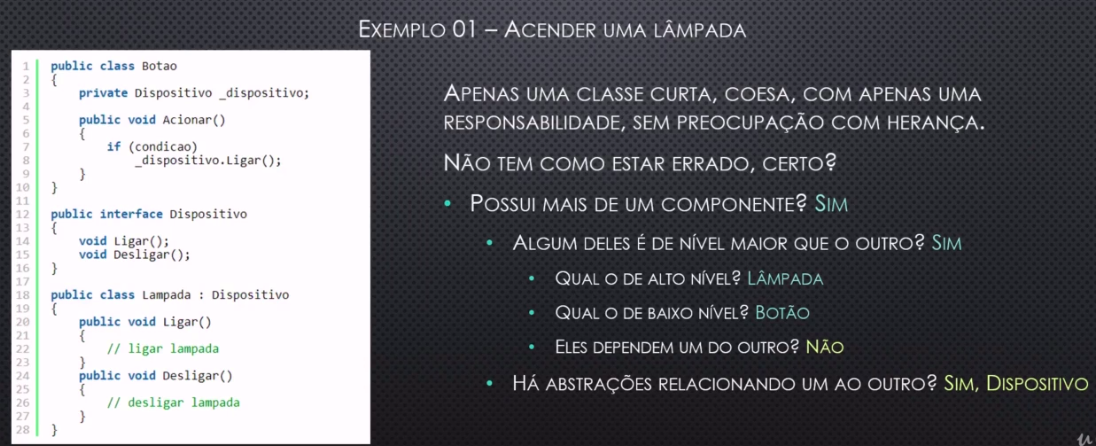 Exemplo 01 – Acender uma lâmpada
1 public class Botao
2 {
3 private Dispositivo _dispositivo;
4
5 public void Acionar()
6 {
7 if (condicao)
8 _dispositivo.Ligar();
9 }
10 }
11
12 public interface Dispositivo
13 {
14 void Ligar();
15 void Desligar();
16 }
17
18 public class Lampada : Dispositivo
19 {
20 public void Ligar()
21 {
22 // ligar lampada
23 }
24 public void Desligar()
25 {
26 // desligar lampada
27 }
28 }
Apenas uma classe curta, coesa, com apenas uma
responsabilidade, sem preocupação com herança.
Não tem como estar errado, certo?
• Possui mais de um componente? Sim
• Algum deles é de nível maior que o outro? Sim
• Qual o de alto nível? Lâmpada
• Qual o de baixo nível? Botão
• Eles dependem um do outro? Não
• Há abstrações relacionando um ao outro? Sim, Dispositivo